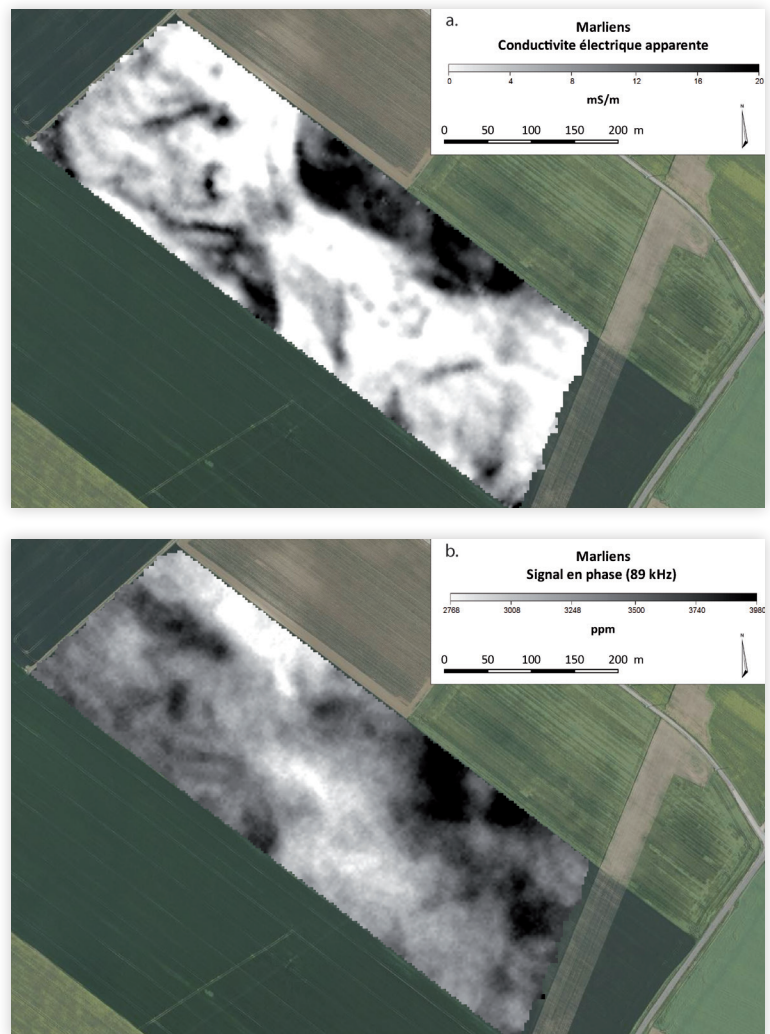 a.
Marliens
Conductivite électrique apparente
0 4 8 12 16 20
mS/m
0 50 100 150 200 m
N
b.
Marliens
Signal en phase (89 kHz)
2768 3008 3248 3500 3740 3980
ppm
0 50 100 150 200 m
N